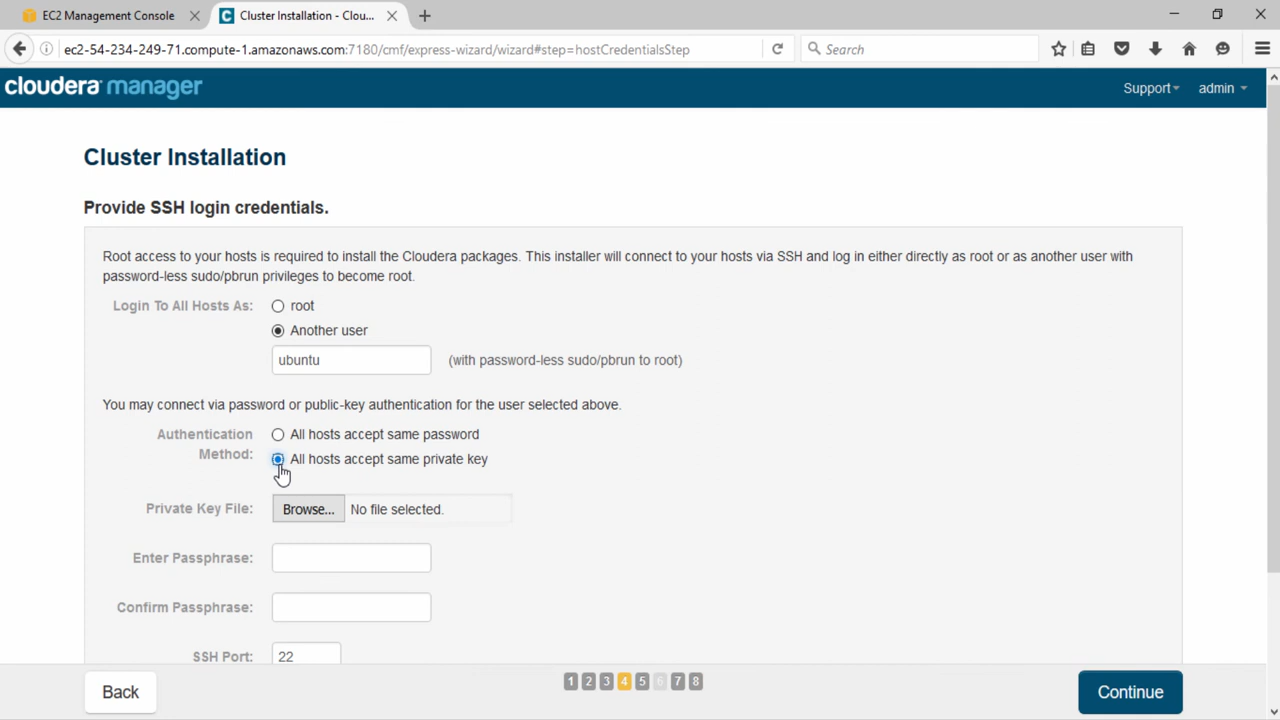 EC2 Management Console
Cluster Installation - Clou...
ec2-54-234-249-71.compute-1.amazonaws.com:7180/cmf/express-wizard/wizard#step=hostCredentialsStep
Search
cloudera manager
Support
admin
Cluster Installation
Provide SSH login credentials.
Root access to your hosts is required to install the Cloudera packages. This installer will connect to your hosts via SSH and log in either directly as root or as another user with
password-less sudo/pbrun privileges to become root.
Login To All Hosts As:
root
Another user
ubuntu
(with password-less sudo/pbrun to root)
You may connect via password or public-key authentication for the user selected above.
Authentication
Method:
All hosts accept same password
All hosts accept same private key
Private Key File:
Browse...
No file selected.
Enter Passphrase:
Confirm Passphrase:
SSH Port:
22
Back
1 2 3 4 5 6 7 8
Continue